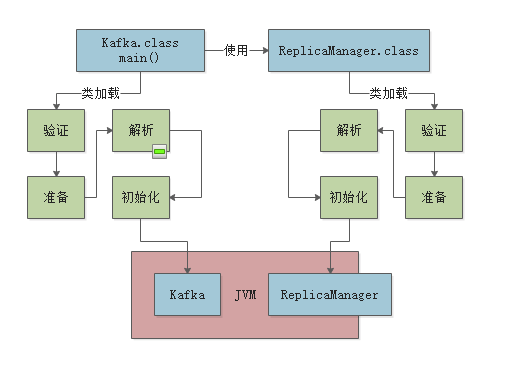 Kafka.class
main()
使用
ReplicaManager.class
类加载
类加载
验证
解析
解析
验证
准备
初始化
初始化
准备
Kafka
JVM
ReplicaManager